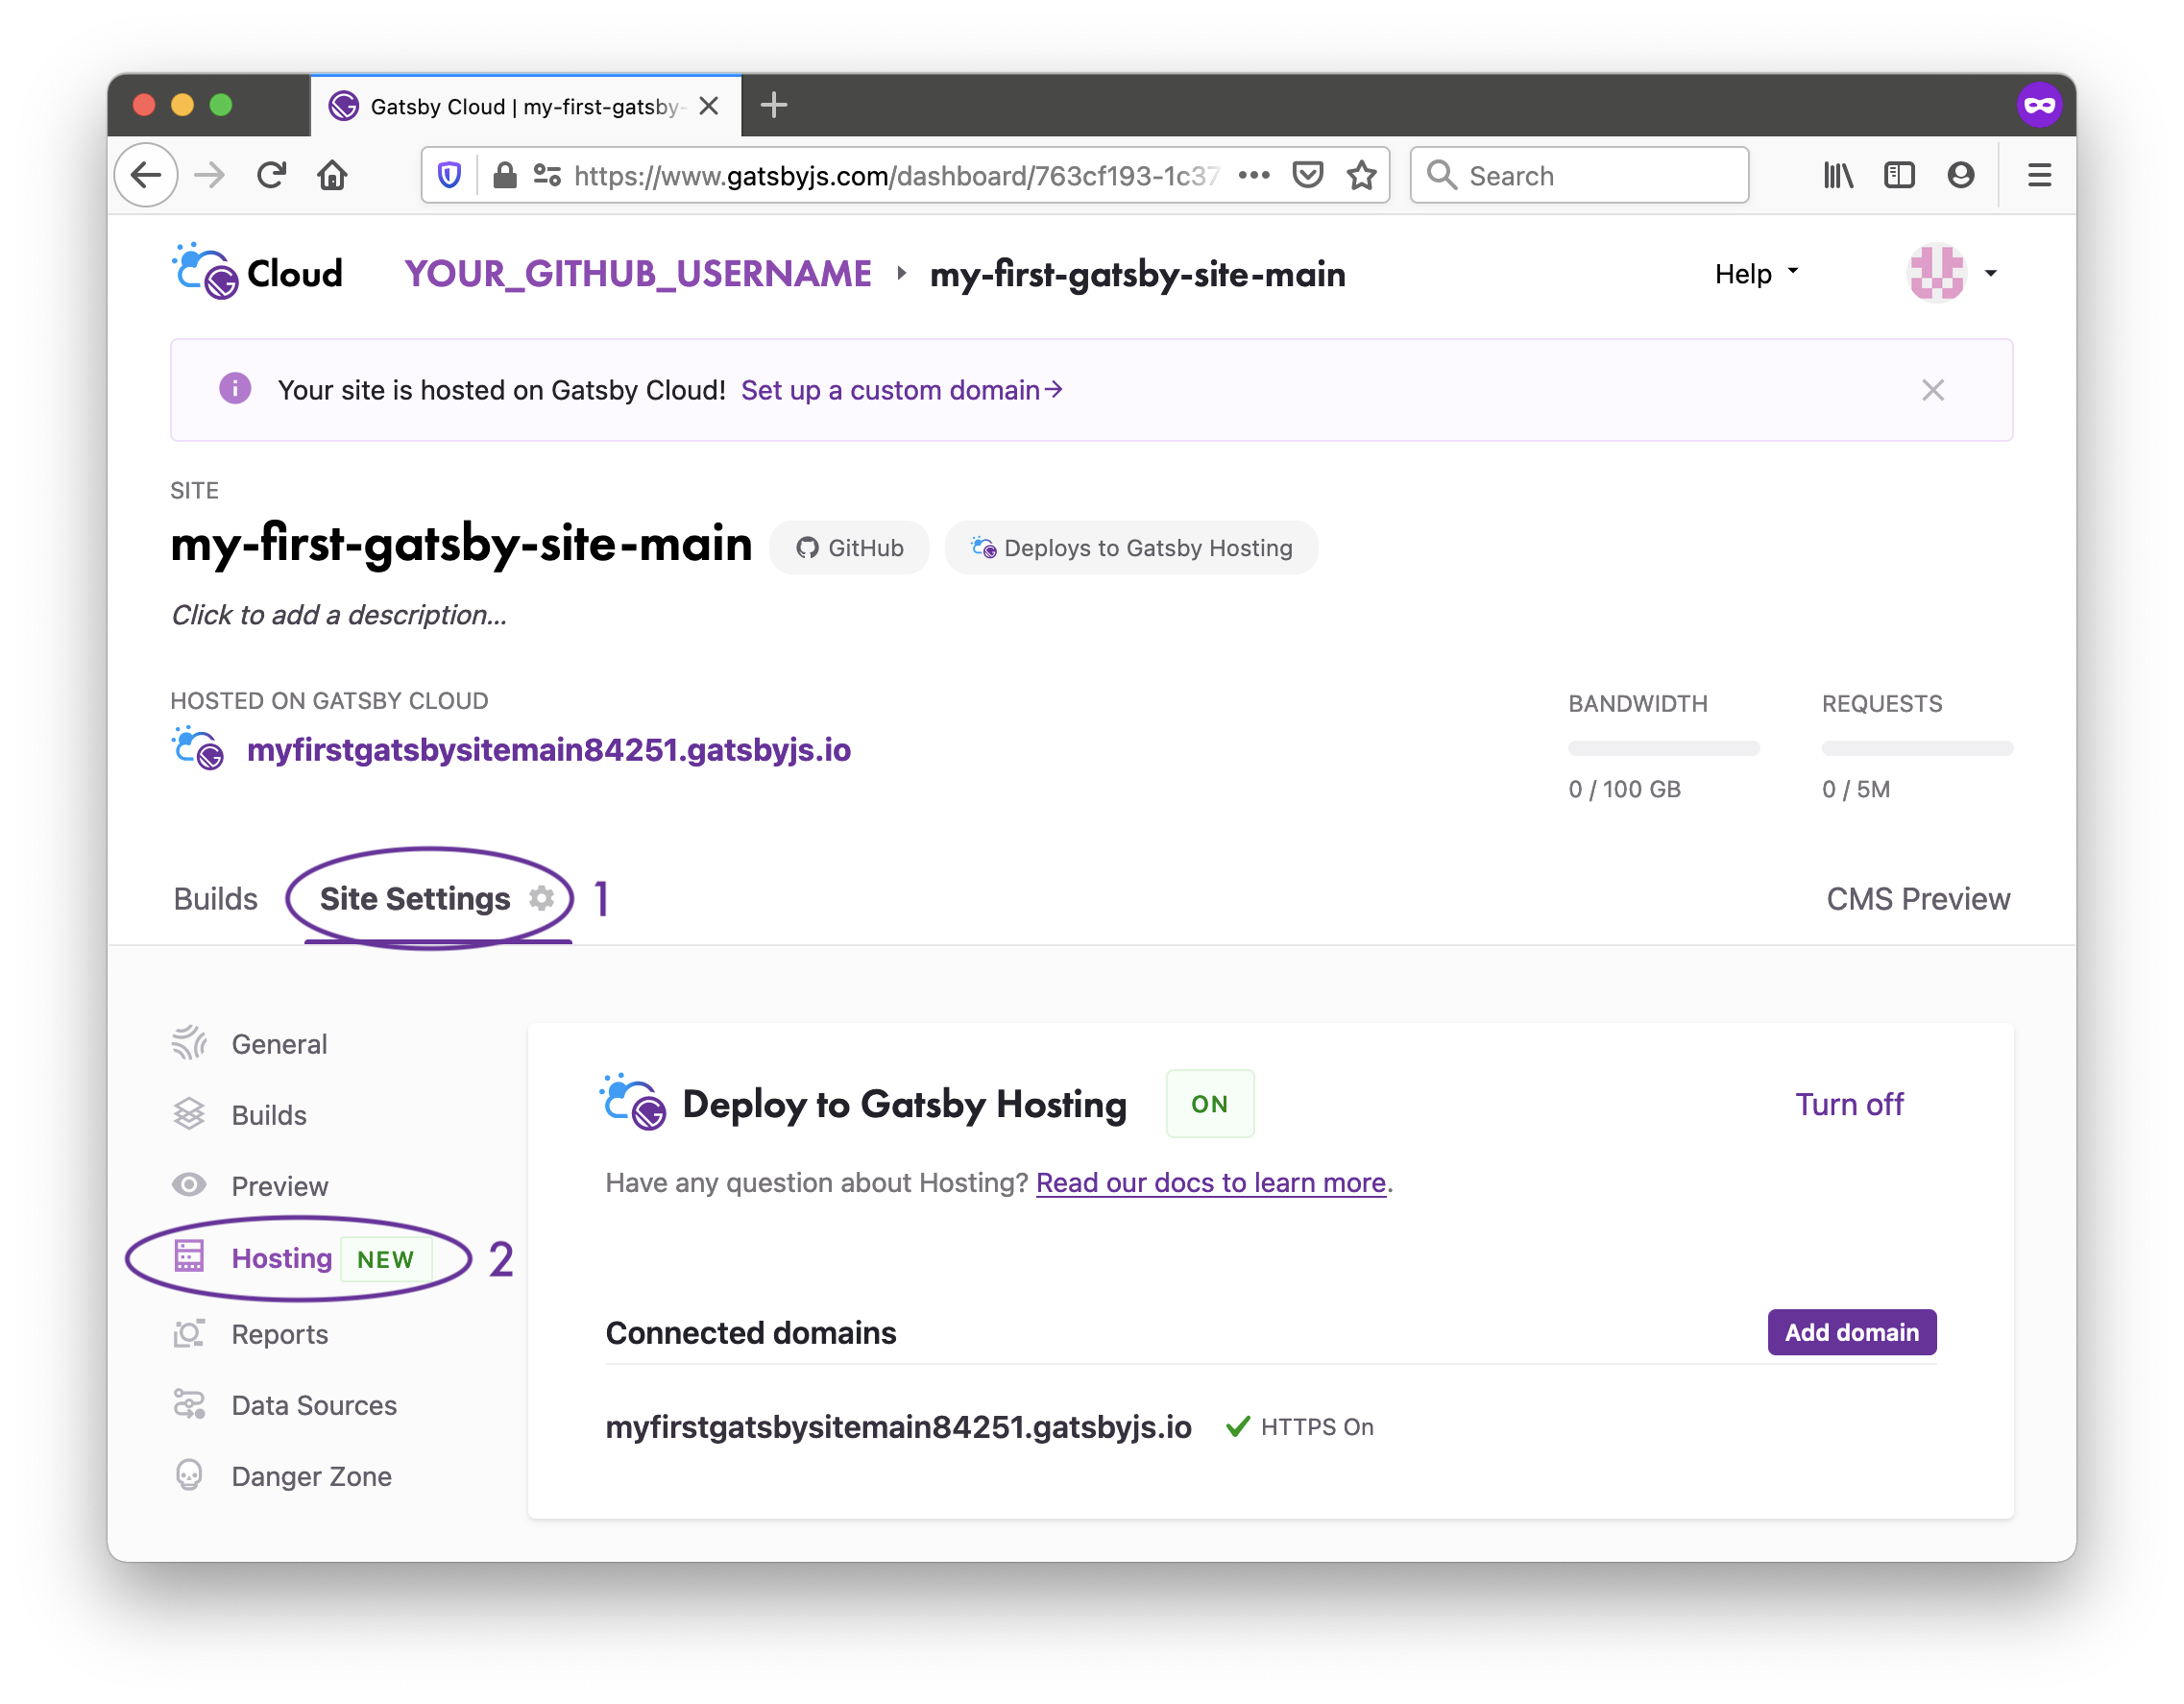 Gatsby Cloud | my-first-gatsby-
https://www.gatsbyjs.com/dashboard/763cf193-1c37
Search
Cloud
YOUR_GITHUB_USERNAME
my-first-gatsby-site-main
Help
Your site is hosted on Gatsby Cloud! Set up a custom domain→
SITE
my-first-gatsby-site-main
GitHub
Deploys to Gatsby Hosting
Click to add a description...
HOSTED ON GATSBY CLOUD
myfirstgatsbysitemain84251.gatsbyjs.io
BANDWIDTH
0 / 100 GB
REQUESTS
0 / 5M
Builds
Site Settings
1
CMS Preview
General
Builds
Preview
Hosting NEW
2
Reports
Data Sources
Danger Zone
Deploy to Gatsby Hosting
ON
Turn off
Have any question about Hosting? Read our docs to learn more.
Connected domains
Add domain
myfirstgatsbysitemain84251.gatsbyjs.io
HTTPS On